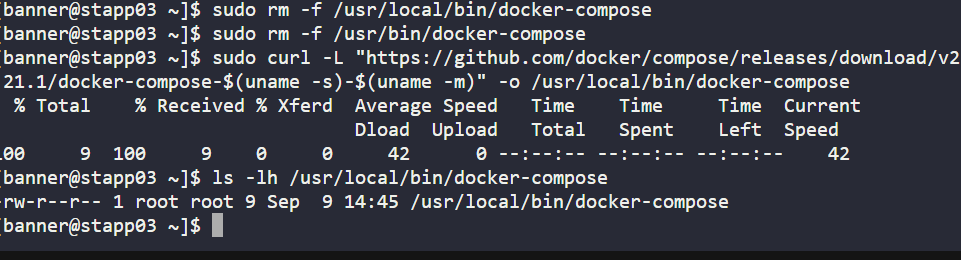 [banner@stapp03 ~]$ sudo rm -f /usr/local/bin/docker-compose
[banner@stapp03 ~]$ sudo rm -f /usr/bin/docker-compose
[banner@stapp03 ~]$ sudo curl -L "https://github.com/docker/compose/releases/download/v2
21.1/docker-compose-$(uname -s)-$(uname -m)" -o /usr/local/bin/docker-compose
% Total % Received % Xferd Average Speed Time Time Time Current
Dload Upload Total Spent Left Speed
100 9 100 9 0 0 42 0 --:--:-- --:--:-- --:--:-- 42
[banner@stapp03 ~]$ ls -lh /usr/local/bin/docker-compose
-rw-r--r-- 1 root root 9 Sep 9 14:45 /usr/local/bin/docker-compose
[banner@stapp03 ~]$